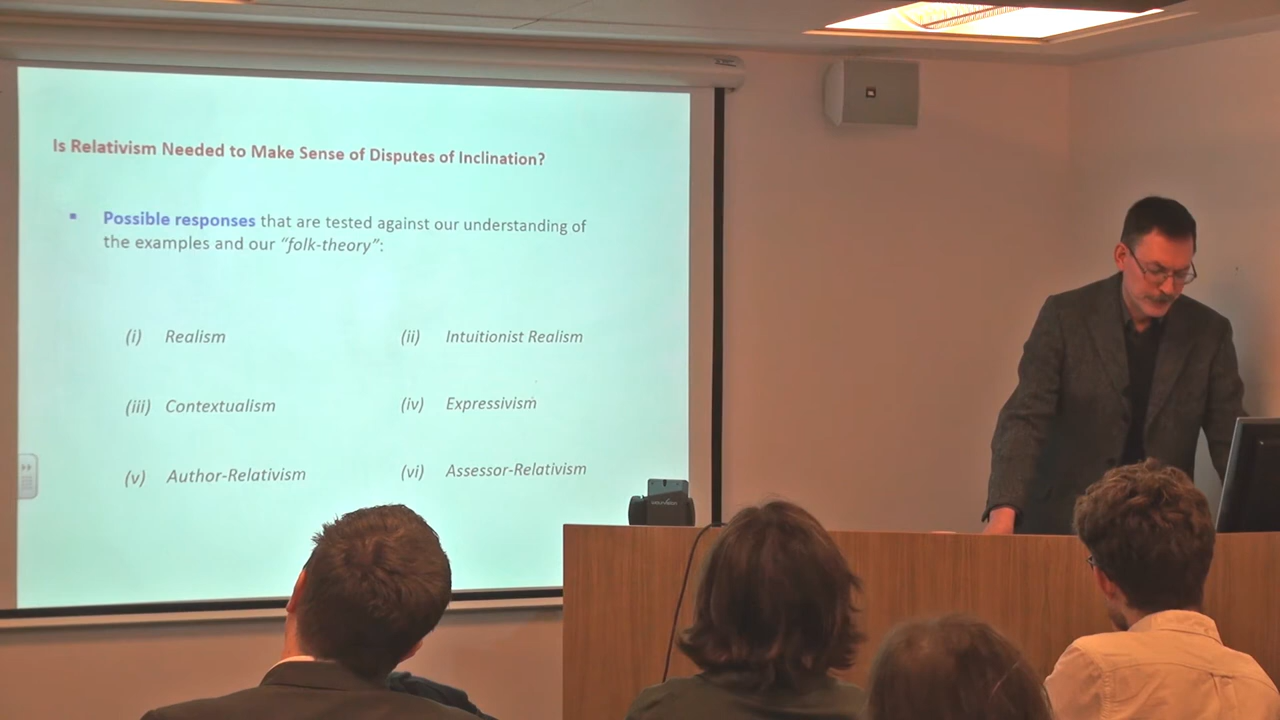 Is Relativism Needed to Make Sense of Disputes of Inclination?
▪ Possible responses that are tested against our understanding of
the examples and our "folk-theory":
(i) Realism (ii) Intuitionist Realism
(iii) Contextualism (iv) Expressivism
(v) Author-Relativism (vi) Assessor-Relativism